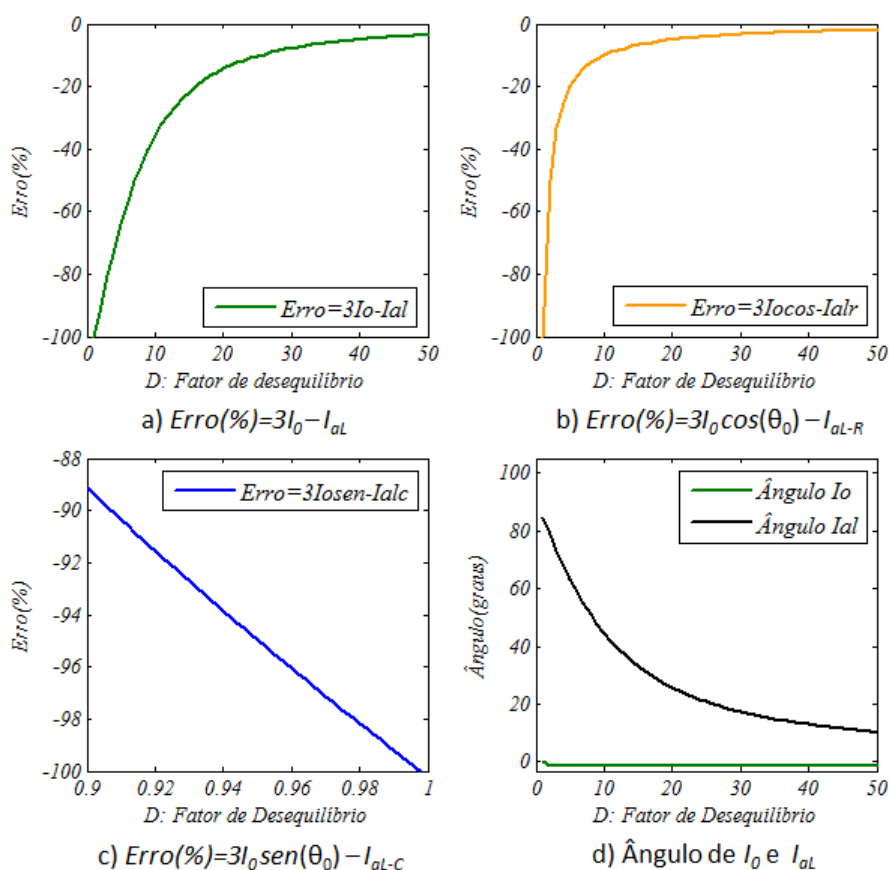 0
-20
-40
-60
-80
-100
Erro(%)
Erro=3Io-Ial
0 10 20 30 40 50
D: Fator de desequilíbrio
a) Erro(%)=3I₀−IaL
0
-20
-40
-60
-80
-100
Erro(%)
Erro=3Iocos-Ialr
0 10 20 30 40 50
D: Fator de desequilíbrio
b) Erro(%)=3I₀cos(θ₀)−IaL-R
-88
-90
-92
-94
-96
-98
-100
Erro(%)
Erro=3Iosen-Ialc
0.9 0.92 0.94 0.96 0.98 1
D: Fator de Desequilíbrio
c) Erro(%)=3I₀sen(θ₀)−IaL-C
100
80
60
40
20
0
Ângulo(graus)
Ângulo Io
Ângulo Ial
0 10 20 30 40 50
D: Fator de Desequilíbrio
d) Ângulo de I₀ e IaL